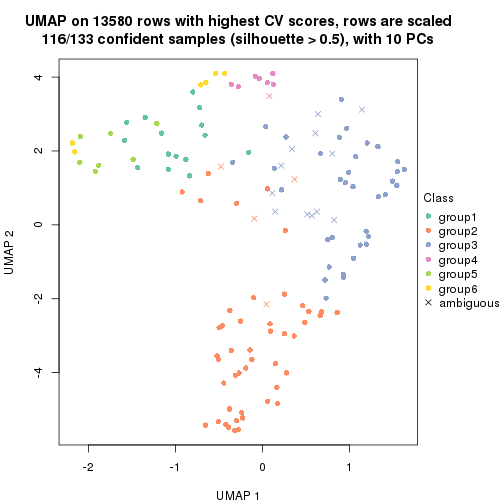 UMAP on 13580 rows with highest CV scores, rows are scaled
116/133 confident samples (silhouette > 0.5), with 10 PCs
4
2
0
-2
-4
UMAP 2
-2
-1
0
1
UMAP 1
Class
group1
group2
group3
group4
group5
group6
ambiguous